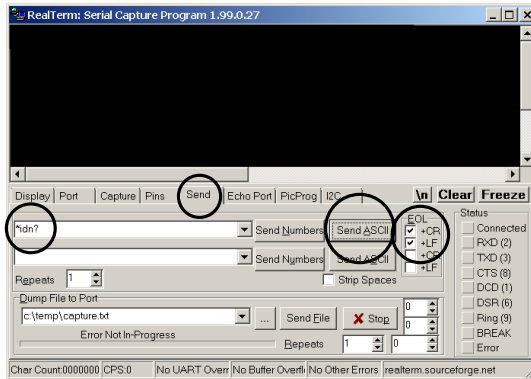 RealTerm: Serial Capture Program 1.99.0.27
Display Port Capture Pins Send Echo Port PicProg I2C \n Clear Freeze
*idn? Send Numbers Send ASCII
EOL
+CR
+LF
Send Numbers Send ASCII
+CR
+LF
Repeats 1 Strip Spaces
Dump File to Port
c:\temp\capture.txt ... Send File Stop 0
0
Error Not In-Progress Repeats 1 0
Status
Connected
RXD (2)
TXD (3)
CTS (8)
DCD (1)
DSR (6)
Ring (9)
BREAK
Error
Char Count:0000000 CPS:0 No UART Overr No Buffer Overfl No Other Errors realterm.sourceforge.net